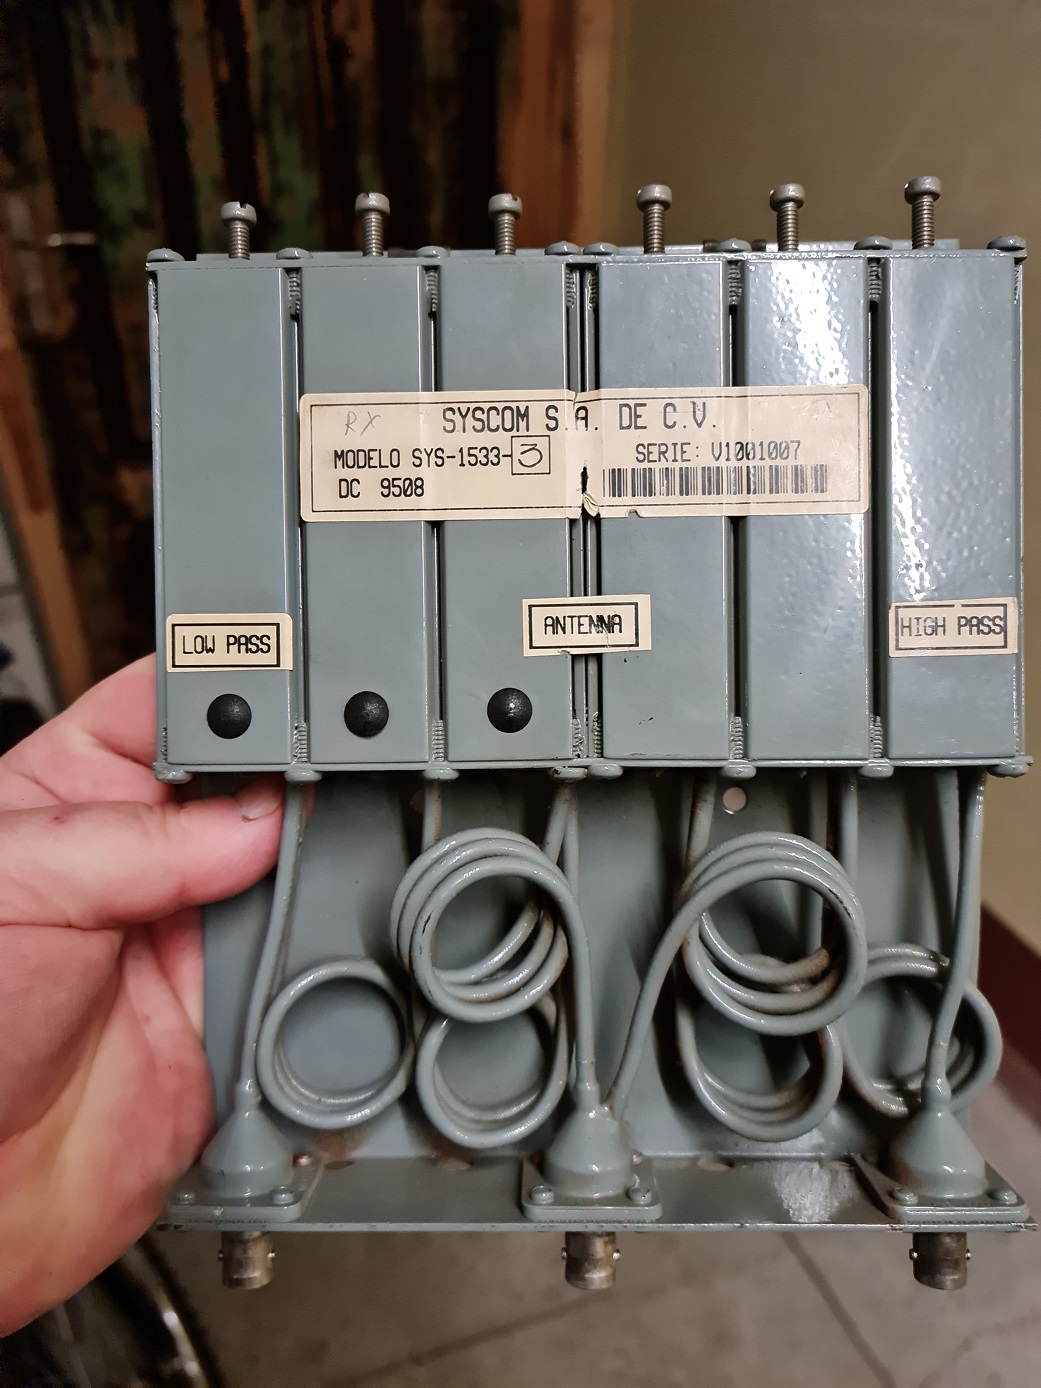 RX
SYSCOM S.A. DE C.V.
MODELO SYS-1533-3
SERIE: V1001007
DC 9508
LOW PASS
ANTENNA
HIGH PASS